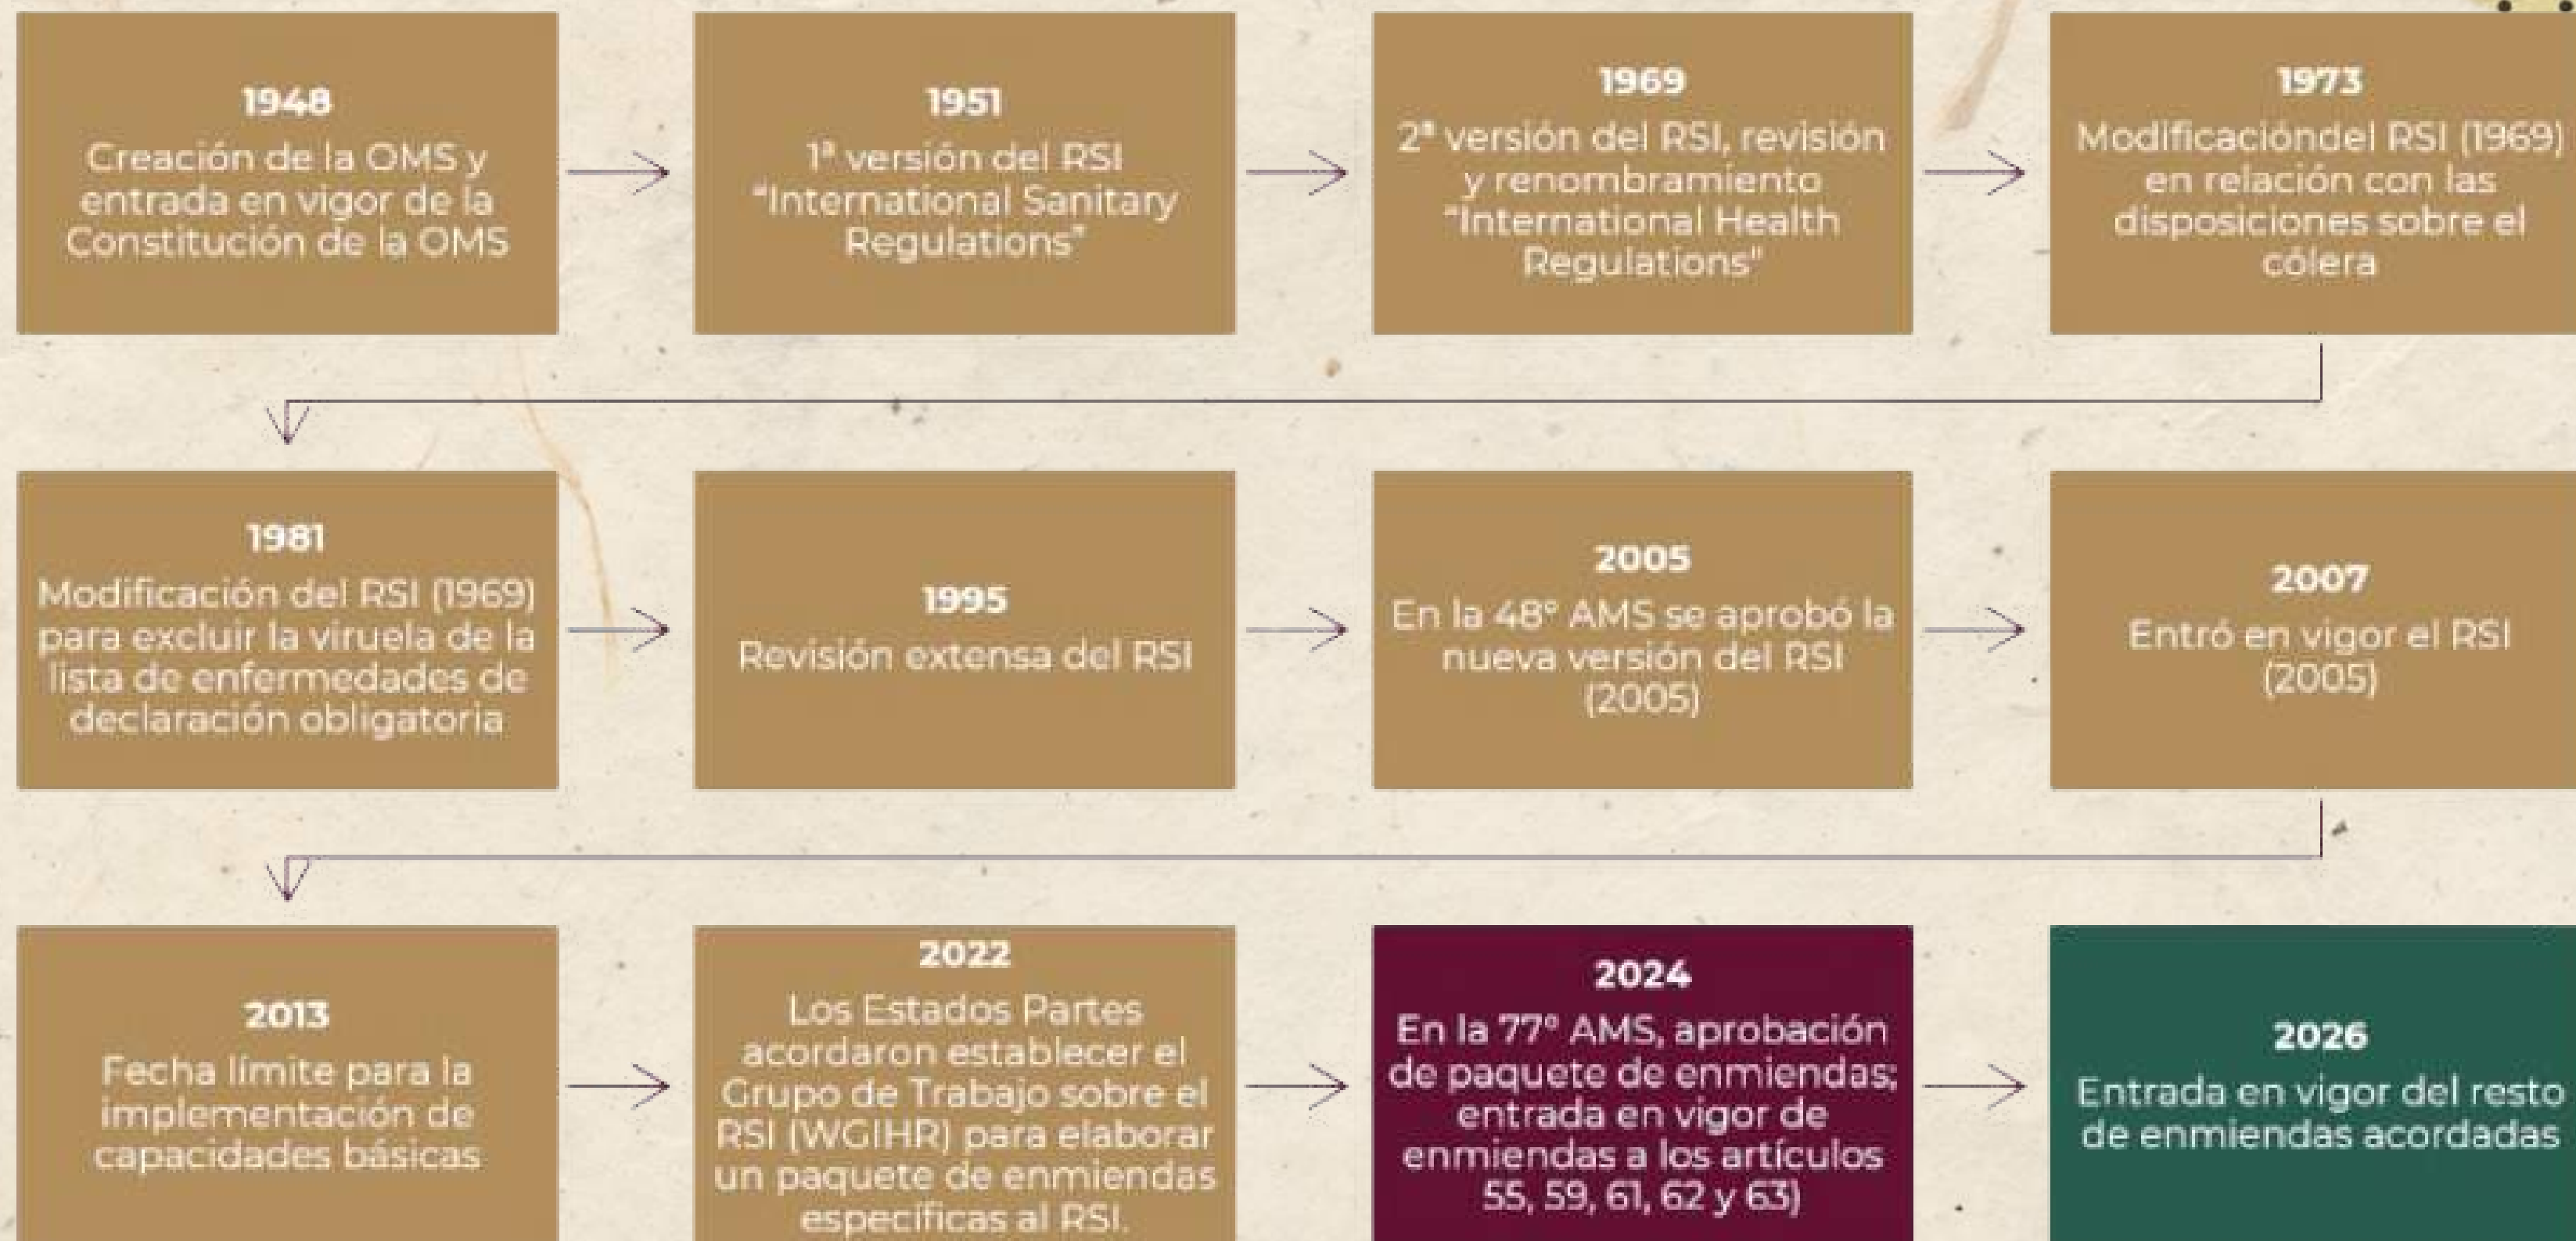 1948
Creación de la OMS y
entrada en vigor de la
Constitución de la OMS
1951
1ª versión del RSI
“International Sanitary
Regulations”
1969
2ª versión del RSI, revisión
y renombramiento
“International Health
Regulations"
1973
Modificacióndel RSI (1969)
en relación con las
disposiciones sobre el
cólera
1981
Modificación del RSI (1969)
para excluir la viruela de la
lista de enfermedades de
declaración obligatoria
1995
Revisión extensa del RSI
2005
En la 48° AMS se aprobó la
nueva versión del RSI
(2005)
2007
Entró en vigor el RSI
(2005)
2013
Fecha límite para la
implementación de
capacidades básicas
2022
Los Estados Partes
acordaron establecer el
Grupo de Trabajo sobre el
RSI (WGIHR) para elaborar
un paquete de enmiendas
específicas al RSI.
2024
En la 77° AMS, aprobación
de paquete de enmiendas;
entrada en vigor de
enmiendas a los artículos
55, 59, 61, 62 y 63)
2026
Entrada en vigor del resto
de enmiendas acordadas